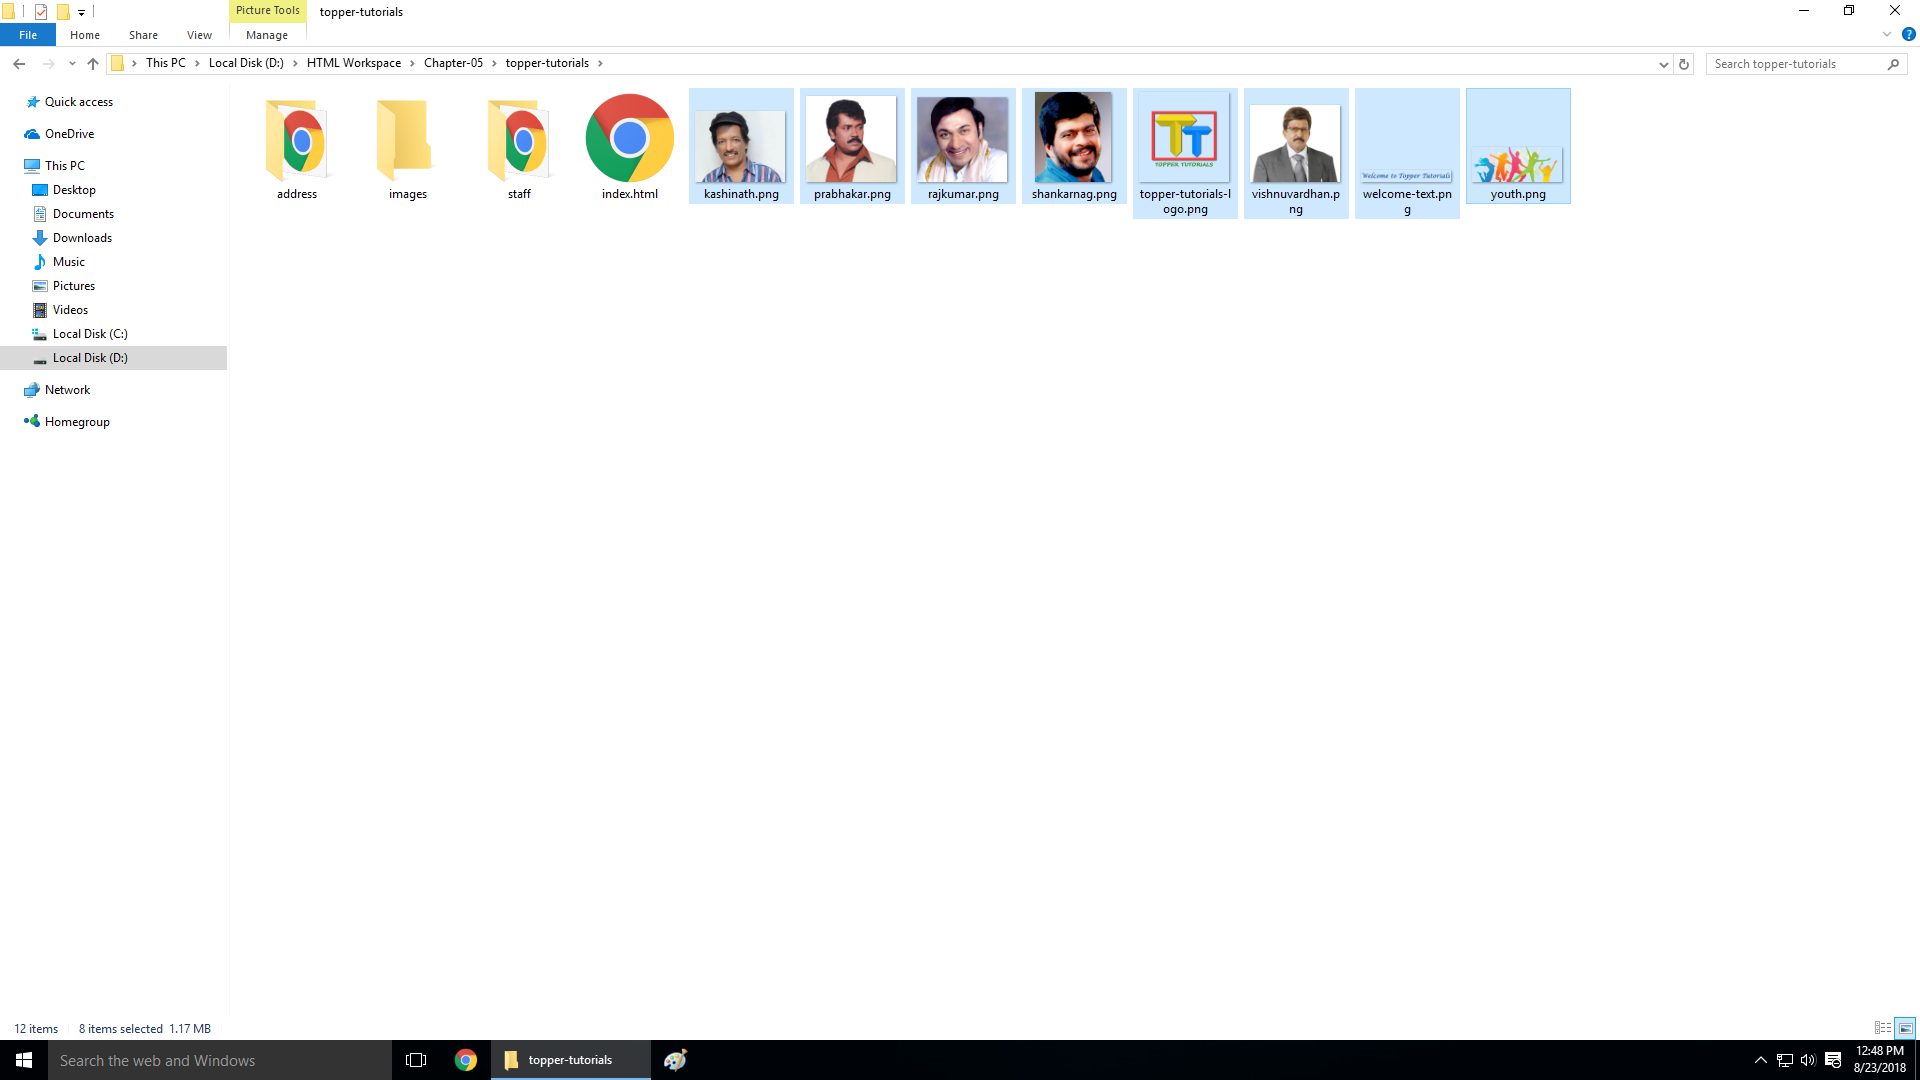 Picture Tools
topper-tutorials
File
Home
Share
View
Manage
This PC
Local Disk (D:)
HTML Workspace
Chapter-05
topper-tutorials
Search topper-tutorials
Quick access
OneDrive
This PC
Desktop
Documents
Downloads
Music
Pictures
Videos
Local Disk (C:)
Local Disk (D:)
Network
Homegroup
address
images
staff
index.html
kashinath.png
prabhakar.png
rajkumar.png
shankarnag.png
TT
TOPPER TUTORIALS
topper-tutorials-l
ogo.png
vishnuvardhan.p
ng
Welcome to Topper Tutorials
welcome-text.pn
g
youth.png
12 items
8 items selected 1.17 MB
Search the web and Windows
topper-tutorials
12:48 PM
8/23/2018